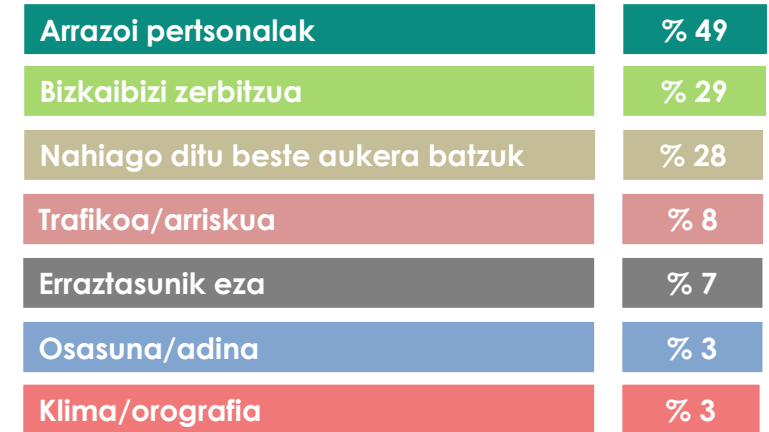 Arrazoi pertsonalak % 49
Bizkaibizi zerbitzua % 29
Nahiago ditu beste aukera batzuk % 28
Trafikoa/arriskua % 8
Erraztasunik eza % 7
Osasuna/adina % 3
Klima/orografia % 3